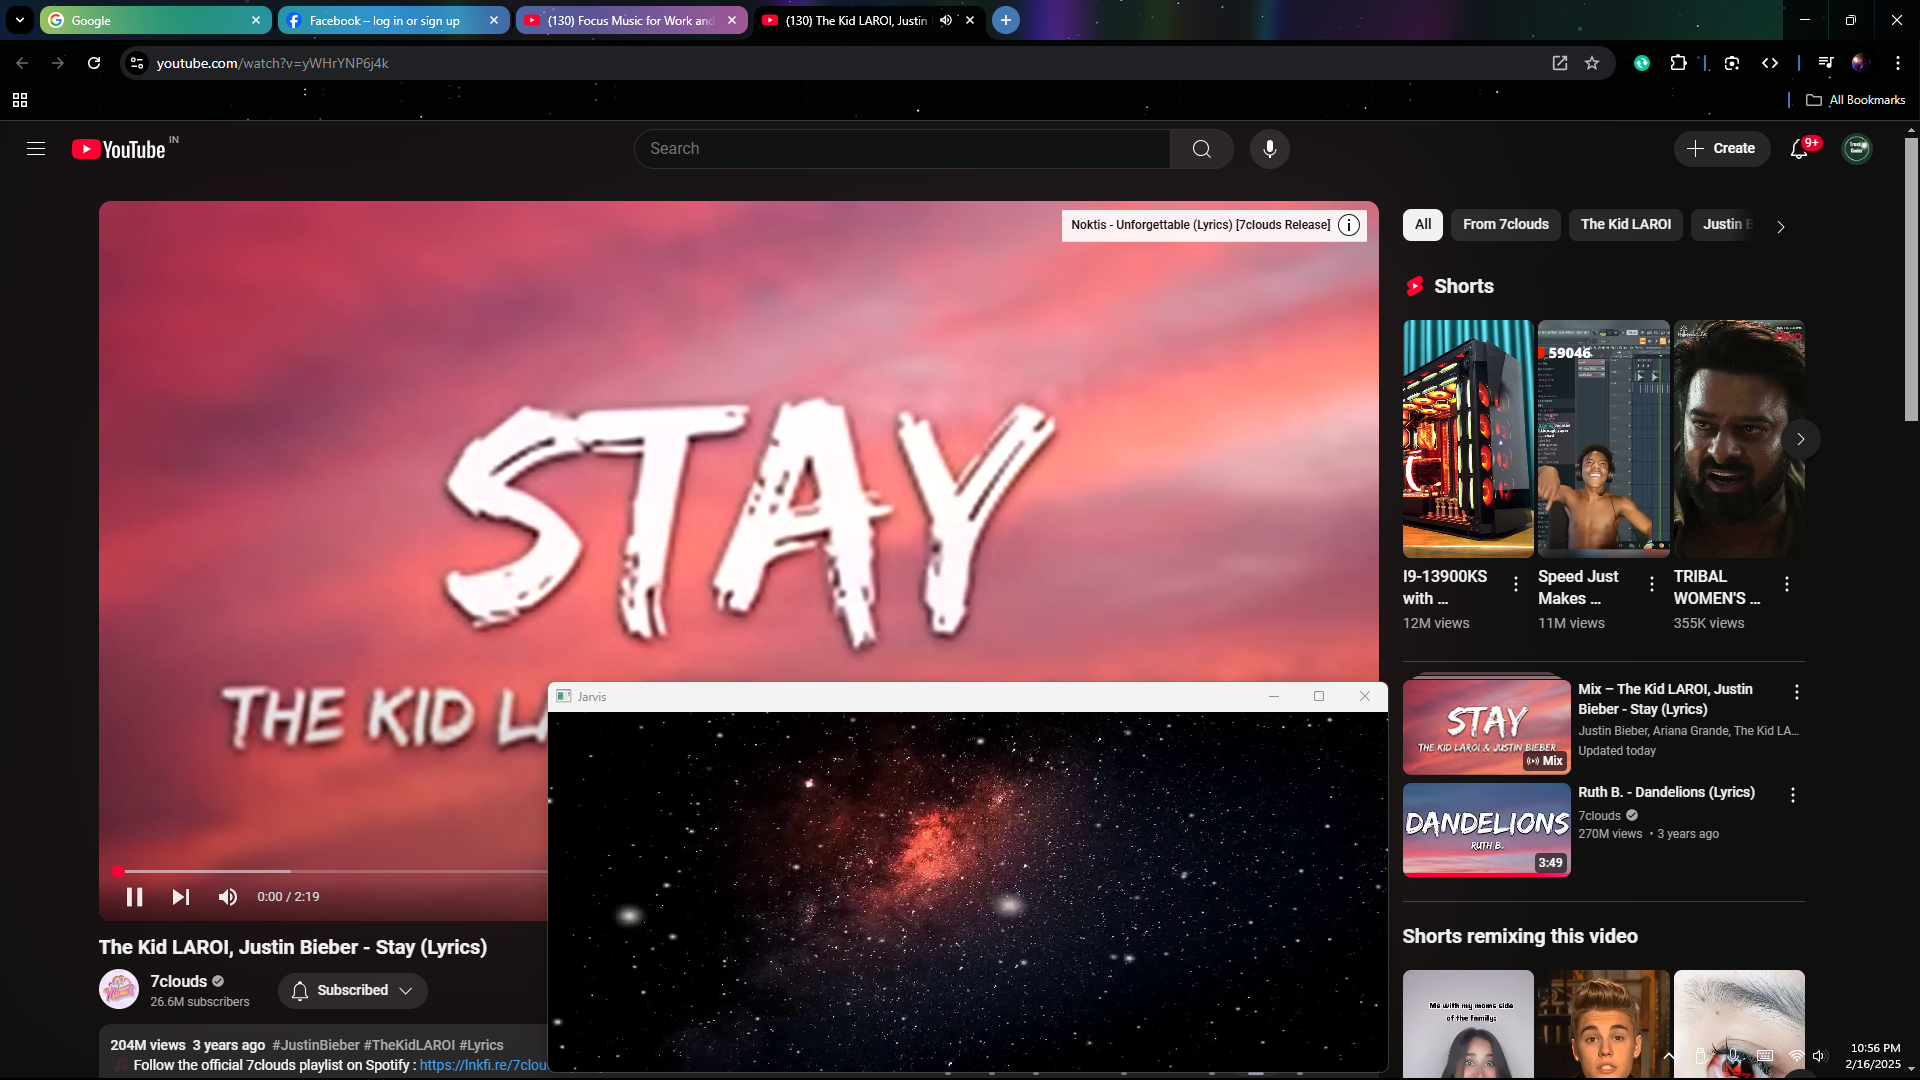 Google
Facebook – log in or sign up
(130) Focus Music for Work and
(130) The Kid LAROI, Justin
youtube.com/watch?v=yWHrYNP6j4k
All Bookmarks
YouTube IN
Search
Create
9+
Noktis - Unforgettable (Lyrics) [7clouds Release]
STAY
THE KID LA
0:00 / 2:19
Jarvis
The Kid LAROI, Justin Bieber - Stay (Lyrics)
7clouds
26.6M subscribers
Subscribed
204M views 3 years ago #JustinBieber #TheKidLAROI #Lyrics
Follow the official 7clouds playlist on Spotify : https://lnkfi.re/7clou
All
From 7clouds
The Kid LAROI
Justin B
Shorts
59046
I9-13900KS
with ...
12M views
Speed Just
Makes ...
11M views
TRIBAL
WOMEN'S ...
355K views
STAY
THE KID LAROI & JUSTIN BIEBER
Mix
Mix – The Kid LAROI, Justin
Bieber - Stay (Lyrics)
Justin Bieber, Ariana Grande, The Kid LA...
Updated today
DANDELIONS
RUTH B.
3:49
Ruth B. - Dandelions (Lyrics)
7clouds
270M views • 3 years ago
Shorts remixing this video
Me with my moms side
of the family:
10:56 PM
2/16/2025